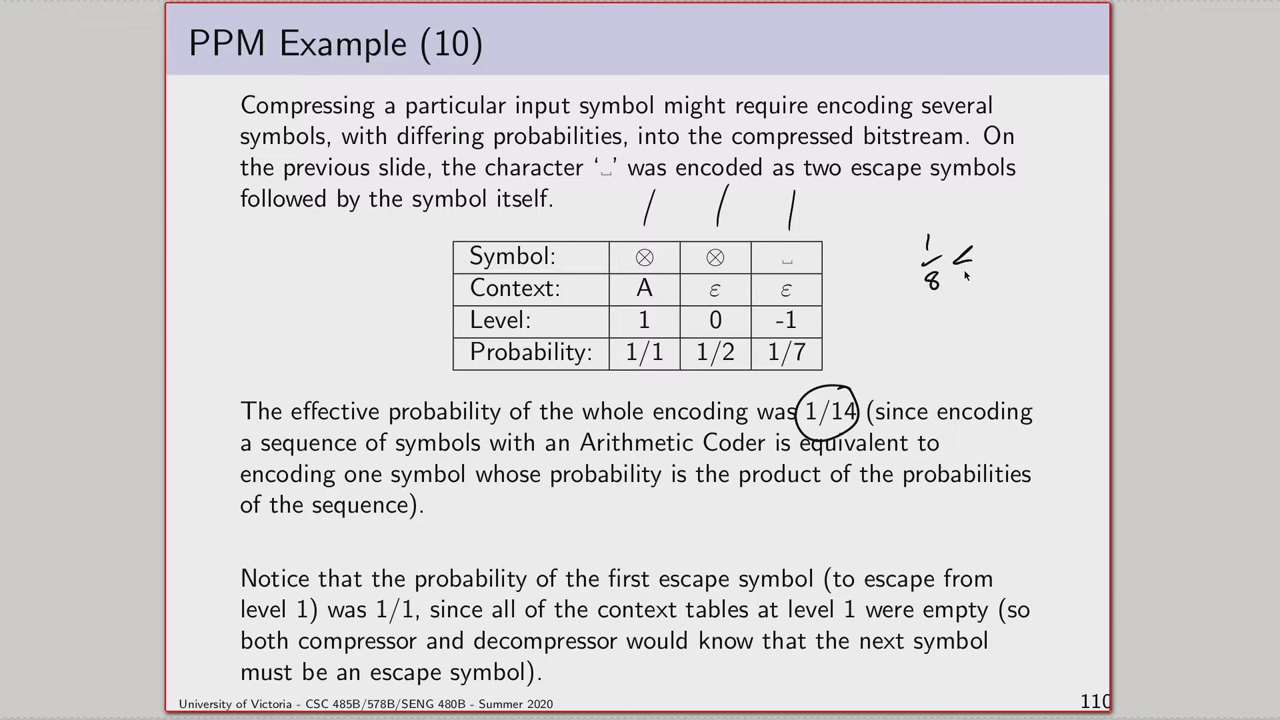 PPM Example (10)
Compressing a particular input symbol might require encoding several
symbols, with differing probabilities, into the compressed bitstream. On
the previous slide, the character ‘␣’ was encoded as two escape symbols
followed by the symbol itself.
Symbol: ⊗ ⊗ ␣
Context: A ε ε
Level: 1 0 -1
Probability: 1/1 1/2 1/7
1/8 <
The effective probability of the whole encoding was 1/14 (since encoding
a sequence of symbols with an Arithmetic Coder is equivalent to
encoding one symbol whose probability is the product of the probabilities
of the sequence).
Notice that the probability of the first escape symbol (to escape from
level 1) was 1/1, since all of the context tables at level 1 were empty (so
both compressor and decompressor would know that the next symbol
must be an escape symbol).
University of Victoria - CSC 485B/578B/SENG 480B - Summer 2020
110